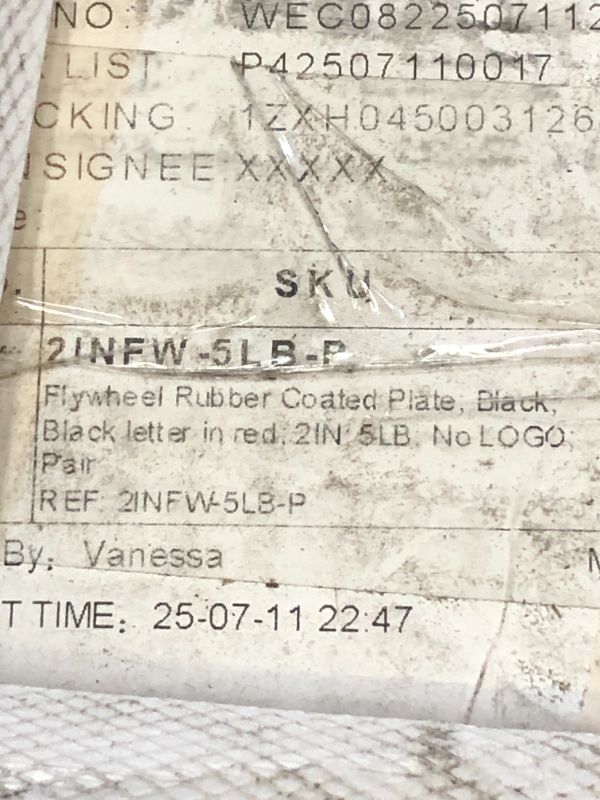 NO: WEC0822507112
LIST P42507110017
CKING 1ZXH045003126
SIGNEE XXXXX
SKU
2INFW-5LB-P
Flywheel Rubber Coated Plate, Black,
Black letter in red, 2IN 5LB, No LOGO,
Pair
REF: 2INFW-5LB-P
By: Vanessa
T TIME: 25-07-11 22:47